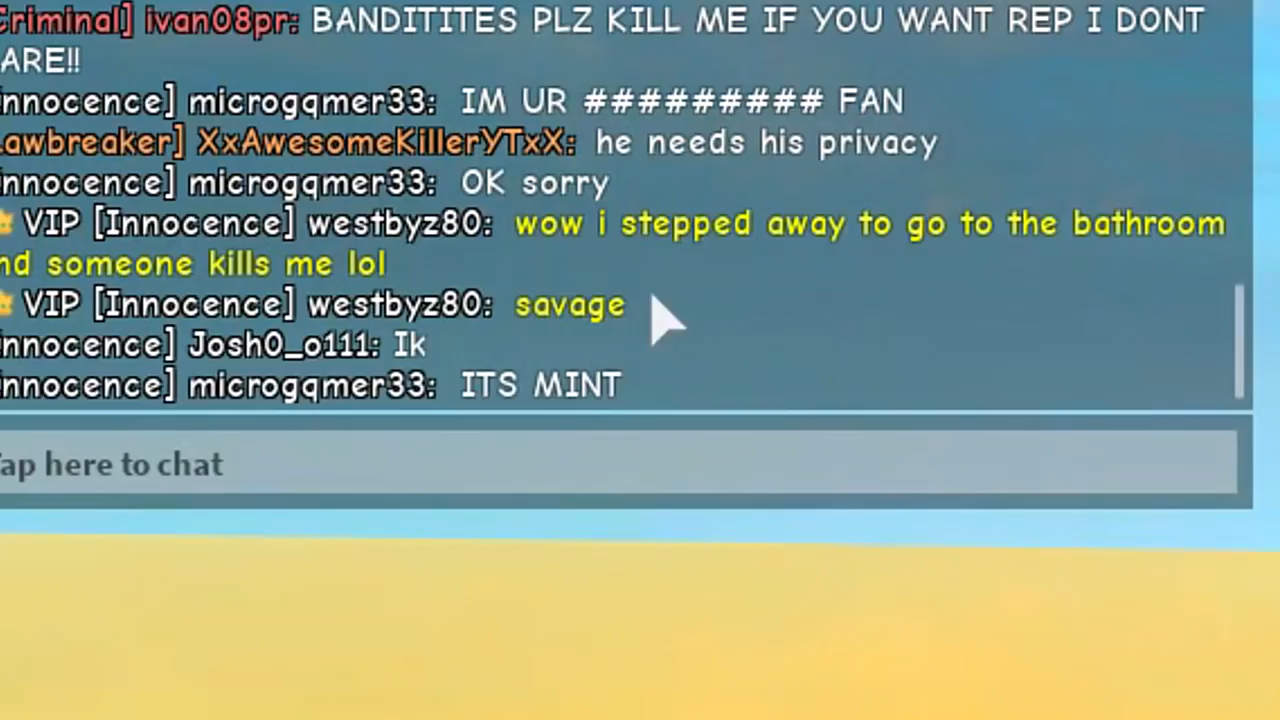 Criminal] ivan08pr: BANDITITES PLZ KILL ME IF YOU WANT REP I DONT
ARE!!
nnocence] microgqmer33: IM UR ######### FAN
awbreaker] XxAwesomeKillerYTxX: he needs his privacy
nnocence] microgqmer33: OK sorry
VIP [Innocence] westbyz80: wow i stepped away to go to the bathroom
nd someone kills me lol
VIP [Innocence] westbyz80: savage
nnocence] Josh0_o111: Ik
nnocence] microgqmer33: ITS MINT
Tap here to chat